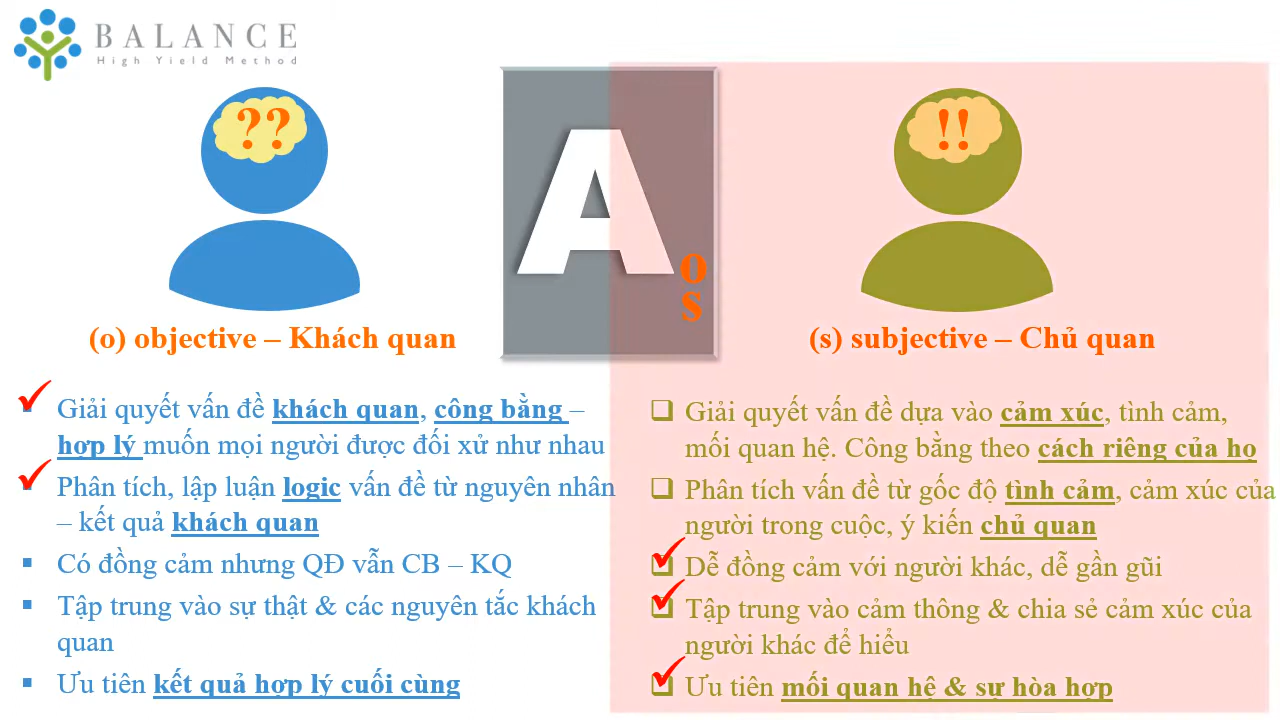 BALANCE
High Yield Method
??
A
o
s
!!
(o) objective – Khách quan
(s) subjective – Chủ quan
Giải quyết vấn đề khách quan, công bằng –
hợp lý muốn mọi người được đối xử như nhau
Phân tích, lập luận logic vấn đề từ nguyên nhân
– kết quả khách quan
Có đồng cảm nhưng QĐ vẫn CB – KQ
Tập trung vào sự thật & các nguyên tắc khách
quan
Ưu tiên kết quả hợp lý cuối cùng
Giải quyết vấn đề dựa vào cảm xúc, tình cảm,
mối quan hệ. Công bằng theo cách riêng của họ
Phân tích vấn đề từ gốc độ tình cảm, cảm xúc của
người trong cuộc, ý kiến chủ quan
Dễ đồng cảm với người khác, dễ gần gũi
Tập trung vào cảm thông & chia sẻ cảm xúc của
người khác để hiểu
Ưu tiên mối quan hệ & sự hòa hợp